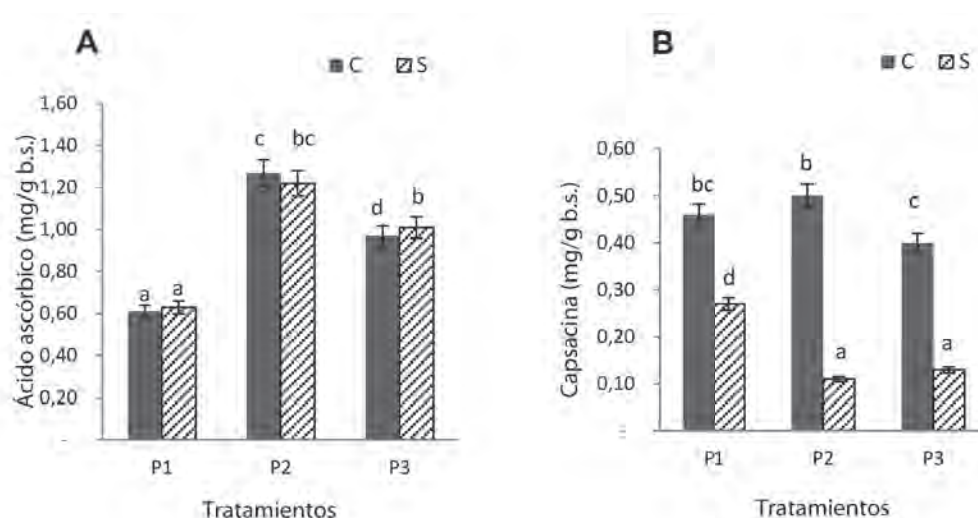 A
C S
Ácido ascórbico (mg/g b.s.)
1,60
1,40
1,20
1,00
0,80
0,60
0,40
0,20
-
a a
c bc
d b
P1 P2 P3
Tratamientos
B
C S
Capsacina (mg/g b.s.)
0,60
0,50
0,40
0,30
0,20
0,10
-
bc d
b a
c a
P1 P2 P3
Tratamientos